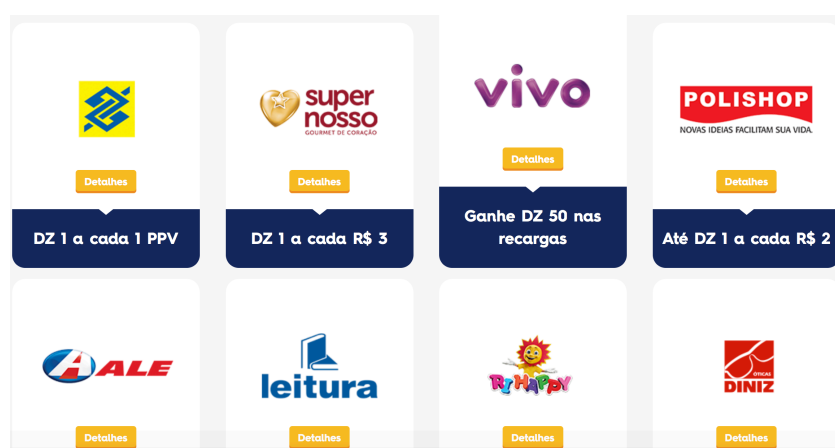 super
nosso
GOURMET DE CORAÇÃO
vivo
POLISHOP
NOVAS IDEIAS FACILITAM SUA VIDA.
Detalhes
Detalhes
Detalhes
Detalhes
DZ 1 a cada 1 PPV
DZ 1 a cada R$ 3
Ganhe DZ 50 nas
recargas
Até DZ 1 a cada R$ 2
ALE
leitura
RI HAPPY
ÓTICAS
DINIZ
Detalhes
Detalhes
Detalhes
Detalhes